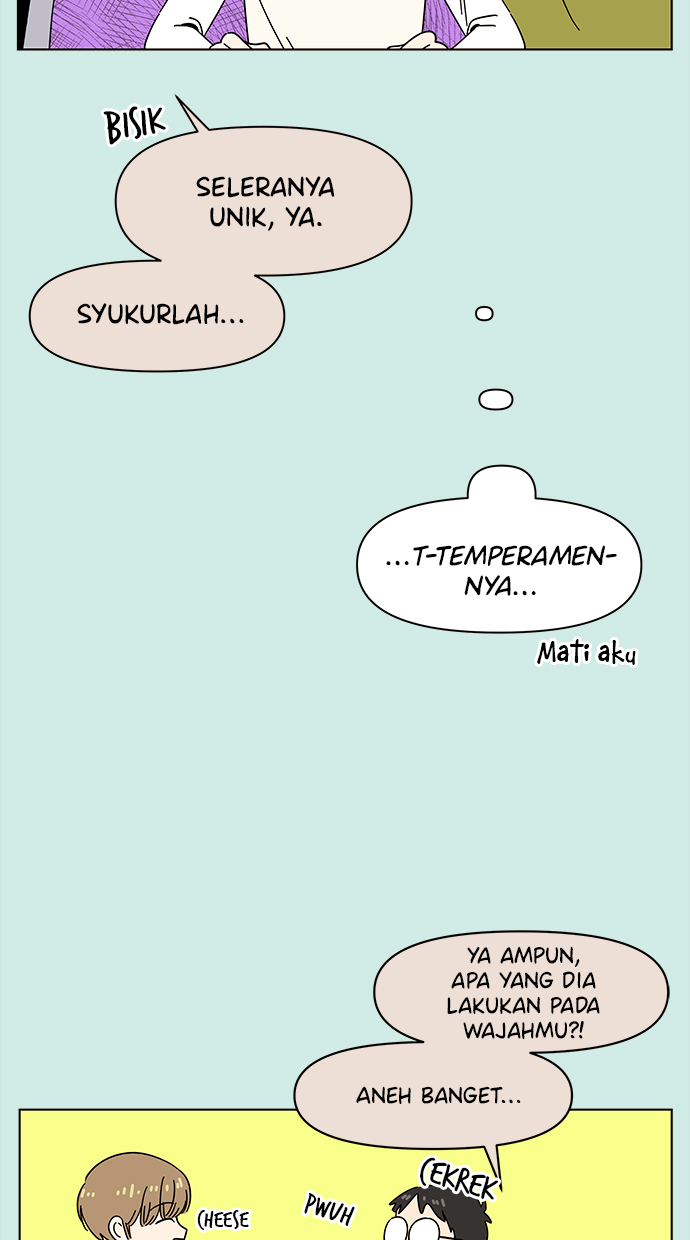 BISIK
SELERANYA
UNIK, YA.
SYUKURLAH...
...T-TEMPERAMEN-
NYA...
Mati aku
YA AMPUN,
APA YANG DIA
LAKUKAN PADA
WAJAHMU?!
ANEH BANGET...
CEKREK
PWUH
CHEESE